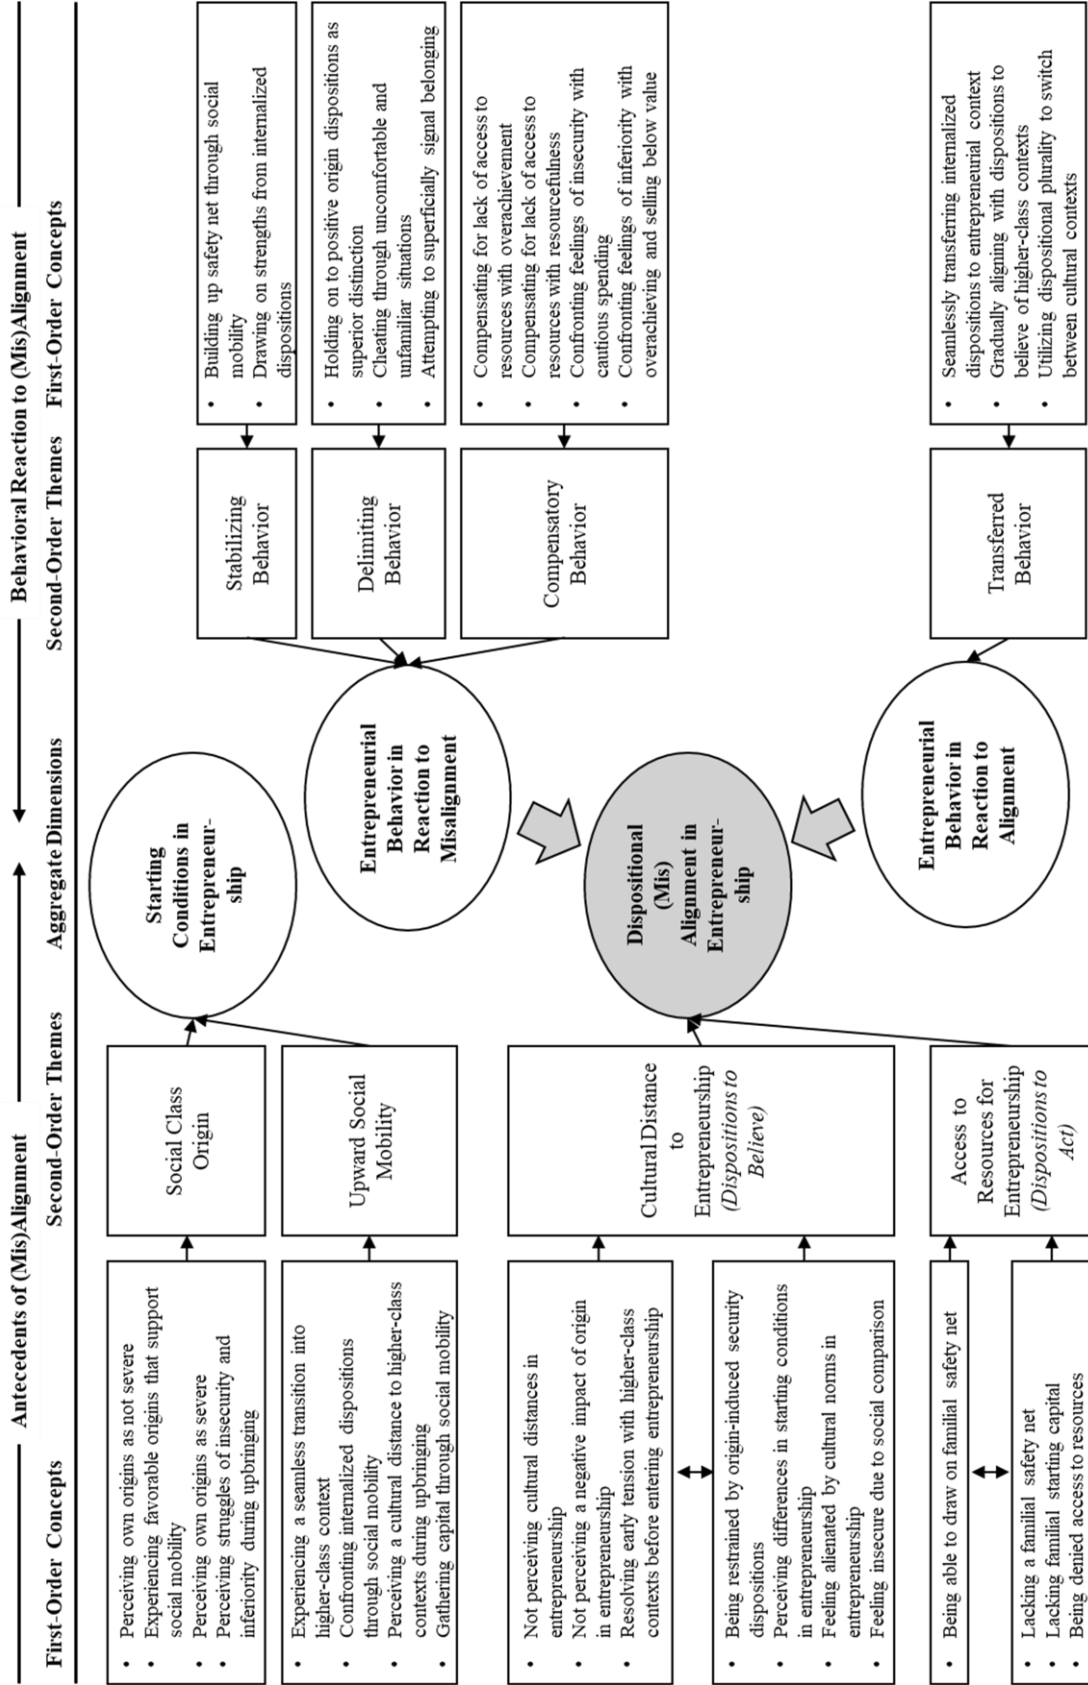 Antecedents of (Mis)Alignment
Behavioral Reaction to (Mis)Alignment
First-Order Concepts
Second-Order Themes
Aggregate Dimensions
Second-Order Themes
First-Order Concepts
• Perceiving own origins as not severe
• Experiencing favorable origins that support
social mobility
• Perceiving own origins as severe
• Perceiving struggles of insecurity and
inferiority during upbringing
Social Class
Origin
• Experiencing a seamless transition into
higher-class context
• Confronting internalized dispositions
through social mobility
• Perceiving a cultural distance to higher-class
contexts during upbringing
• Gathering capital through social mobility
Upward Social
Mobility
Starting
Conditions in
Entrepreneur-
ship
• Not perceiving cultural distances in
entrepreneurship
• Not perceiving a negative impact of origin
in entrepreneurship
• Resolving early tension with higher-class
contexts before entering entrepreneurship
• Being restrained by origin-induced security
dispositions
• Perceiving differences in starting conditions
in entrepreneurship
• Feeling alienated by cultural norms in
entrepreneurship
• Feeling insecure due to social comparison
Cultural Distance
to
Entrepreneurship
(Dispositions to
Believe)
• Being able to draw on familial safety net
• Lacking a familial safety net
• Lacking familial starting capital
• Being denied access to resources
Access to
Resources for
Entrepreneurship
(Dispositions to
Act)
Dispositional
(Mis)
Alignment in
Entrepreneur-
ship
Entrepreneurial
Behavior in
Reaction to
Misalignment
Stabilizing
Behavior
• Building up safety net through social
mobility
• Drawing on strengths from internalized
dispositions
Delimiting
Behavior
• Holding on to positive origin dispositions as
superior distinction
• Cheating through uncomfortable and
unfamiliar situations
• Attempting to superficially signal belonging
Compensatory
Behavior
• Compensating for lack of access to
resources with overachievement
• Compensating for lack of access to
resources with resourcefulness
• Confronting feelings of insecurity with
cautious spending
• Confronting feelings of inferiority with
overachieving and selling below value
Entrepreneurial
Behavior in
Reaction to
Alignment
Transferred
Behavior
• Seamlessly transferring internalized
dispositions to entrepreneurial context
• Gradually aligning with dispositions to
believe of higher-class contexts
• Utilizing dispositional plurality to switch
between cultural contexts